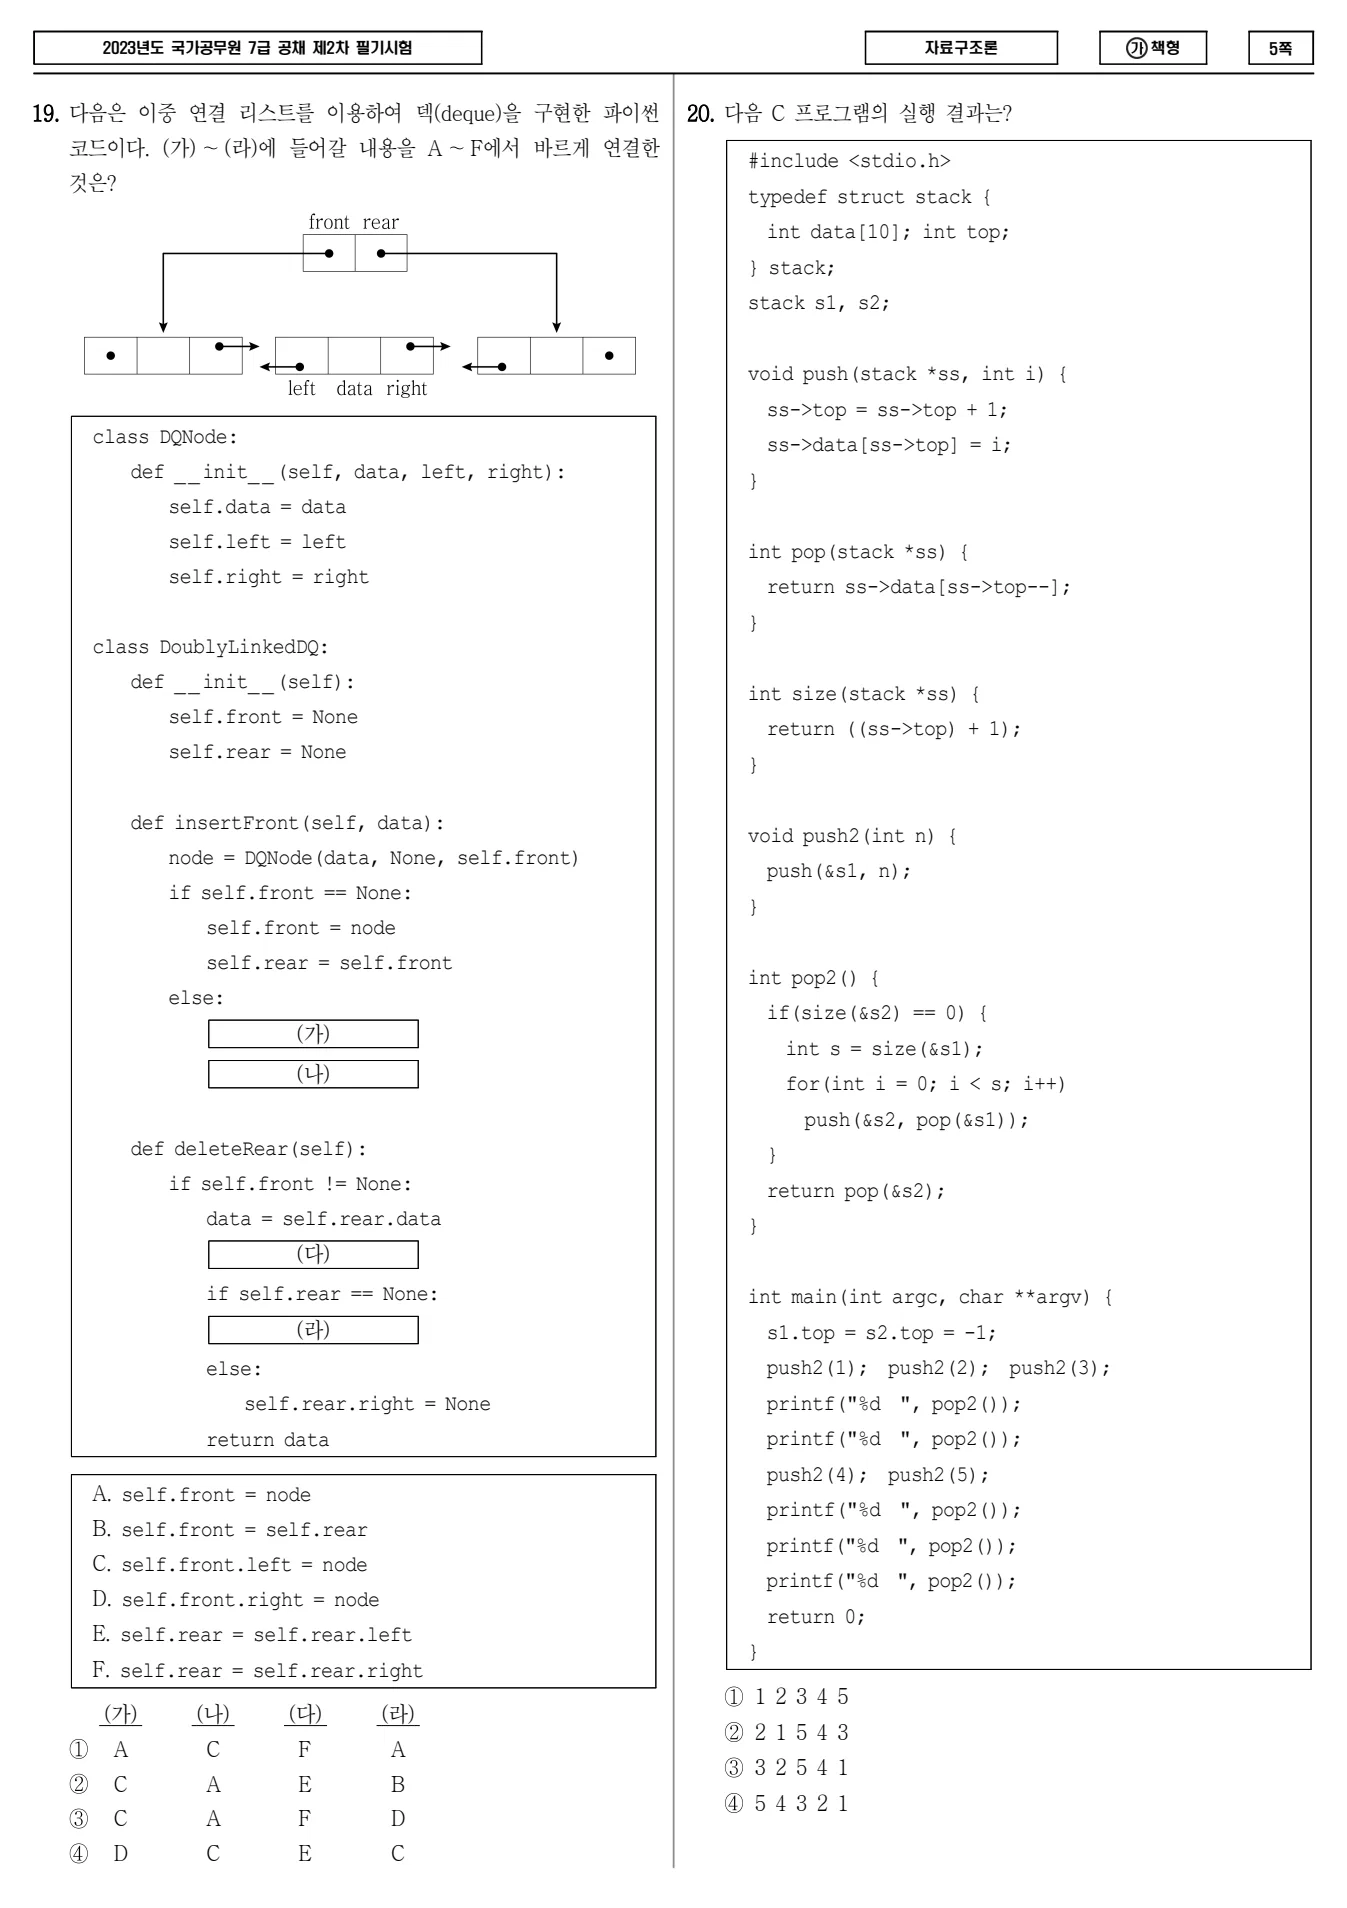 2023년도 국가공무원 7급 공채 제2차 필기시험
자료구조론
㉮ 책형
5쪽
19. 다음은 이중 연결 리스트를 이용하여 덱(deque)을 구현한 파이썬
코드이다. (가) ~ (라)에 들어갈 내용을 A ~ F에서 바르게 연결한
것은?
front rear
left data right
class DQNode:
def __init__(self, data, left, right):
self.data = data
self.left = left
self.right = right
class DoublyLinkedDQ:
def __init__(self):
self.front = None
self.rear = None
def insertFront(self, data):
node = DQNode(data, None, self.front)
if self.front == None:
self.front = node
self.rear = self.front
else:
(가)
(나)
def deleteRear(self):
if self.front != None:
data = self.rear.data
(다)
if self.rear == None:
(라)
else:
self.rear.right = None
return data
A. self.front = node
B. self.front = self.rear
C. self.front.left = node
D. self.front.right = node
E. self.rear = self.rear.left
F. self.rear = self.rear.right
(가) (나) (다) (라)
① A C F A
② C A E B
③ C A F D
④ D C E C
20. 다음 C 프로그램의 실행 결과는?
#include <stdio.h>
typedef struct stack {
int data[10]; int top;
} stack;
stack s1, s2;
void push(stack *ss, int i) {
ss->top = ss->top + 1;
ss->data[ss->top] = i;
}
int pop(stack *ss) {
return ss->data[ss->top--];
}
int size(stack *ss) {
return ((ss->top) + 1);
}
void push2(int n) {
push(&s1, n);
}
int pop2() {
if(size(&s2) == 0) {
int s = size(&s1);
for(int i = 0; i < s; i++)
push(&s2, pop(&s1));
}
return pop(&s2);
}
int main(int argc, char **argv) {
s1.top = s2.top = -1;
push2(1); push2(2); push2(3);
printf("%d ", pop2());
printf("%d ", pop2());
push2(4); push2(5);
printf("%d ", pop2());
printf("%d ", pop2());
printf("%d ", pop2());
return 0;
}
① 1 2 3 4 5
② 2 1 5 4 3
③ 3 2 5 4 1
④ 5 4 3 2 1